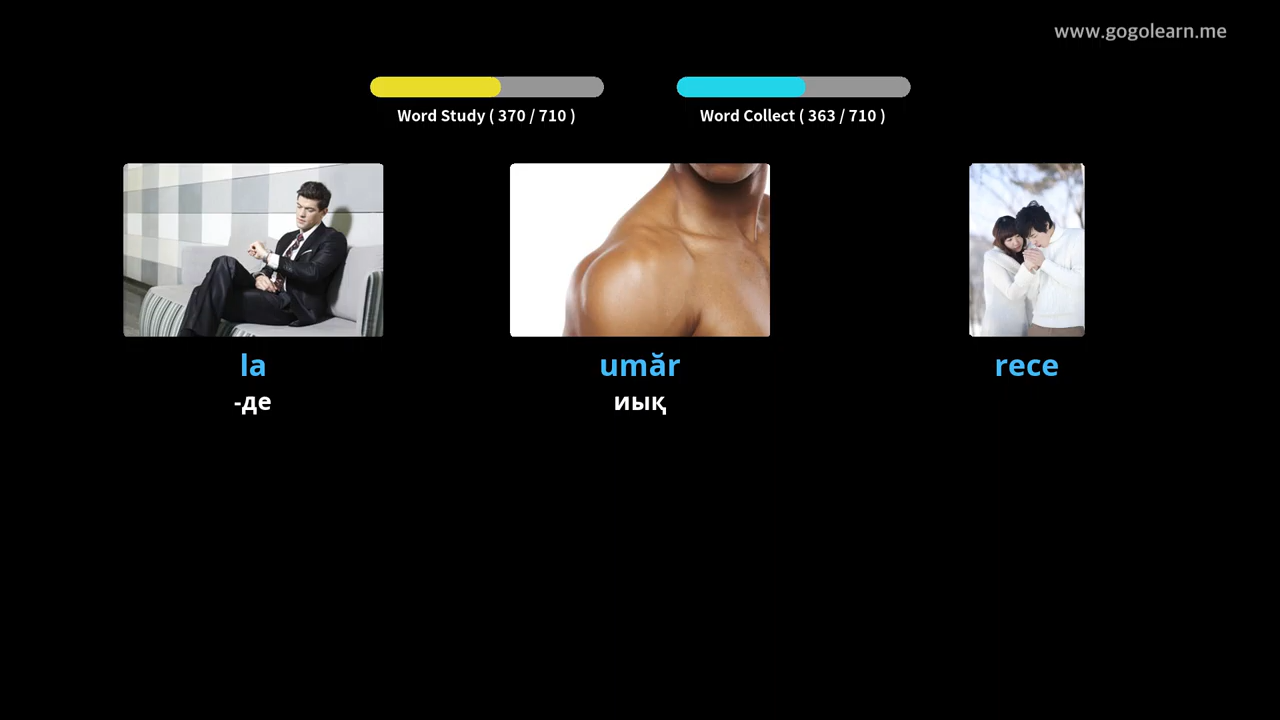 www.gogolearn.me
Word Study ( 370 / 710 )
Word Collect ( 363 / 710 )
la
umăr
rece
-де
иық